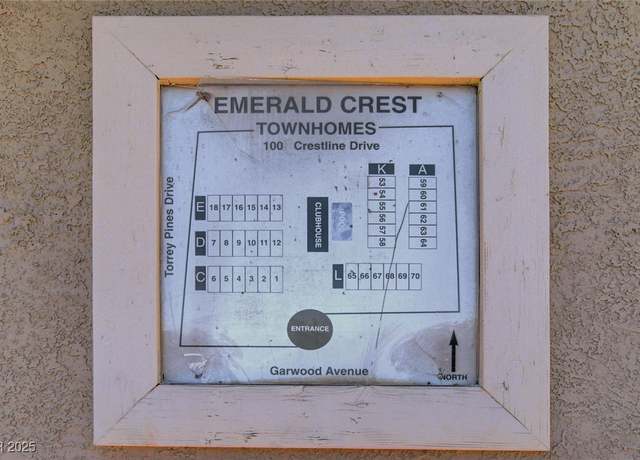 EMERALD CREST
TOWNHOMES
100 Crestline Drive
Torrey Pines Drive
E 18 17 16 15 14 13
D 7 8 9 10 11 12
C 6 5 4 3 2 1
CLUBHOUSE
POOL
K
53
54
55
56
57
58
A
59
60
61
62
63
64
L 65 66 67 68 69 70
ENTRANCE
Garwood Avenue
NORTH
2025